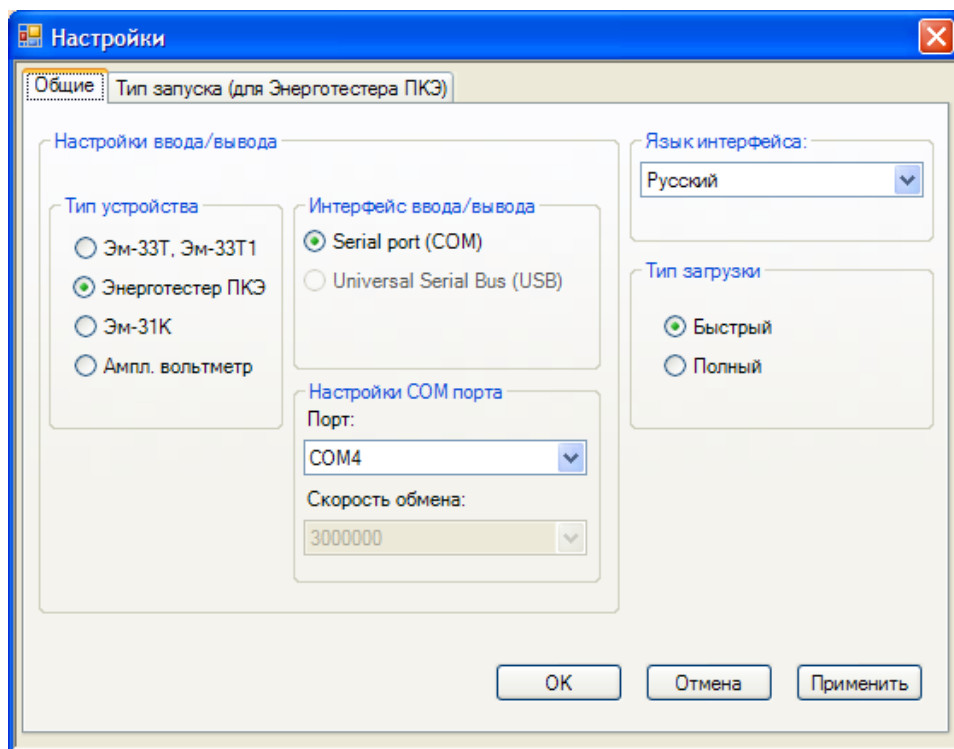 Настройки
Общие
Тип запуска (для Энерготестера ПКЭ)
Настройки ввода/вывода
Тип устройства
Эм-33Т, Эм-33Т1
Энерготестер ПКЭ
Эм-31К
Ампл. вольтметр
Интерфейс ввода/вывода
Serial port (COM)
Universal Serial Bus (USB)
Настройки COM порта
Порт:
COM4
Скорость обмена:
3000000
Язык интерфейса:
Русский
Тип загрузки
Быстрый
Полный
OK
Отмена
Применить